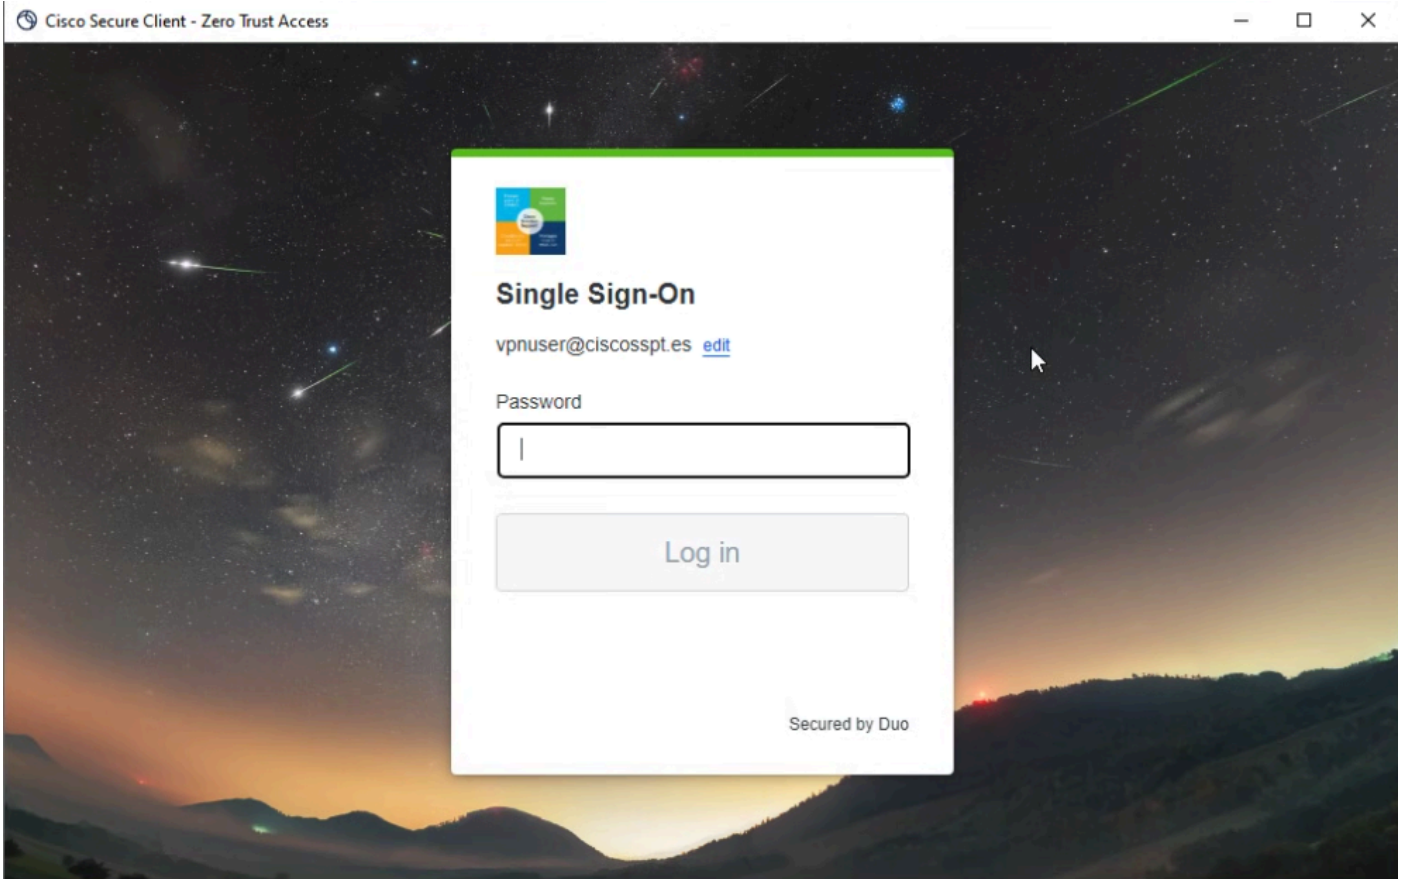 Cisco Secure Client - Zero Trust Access
Single Sign-On
vpnuser@ciscosspt.es edit
Password
Log in
Secured by Duo